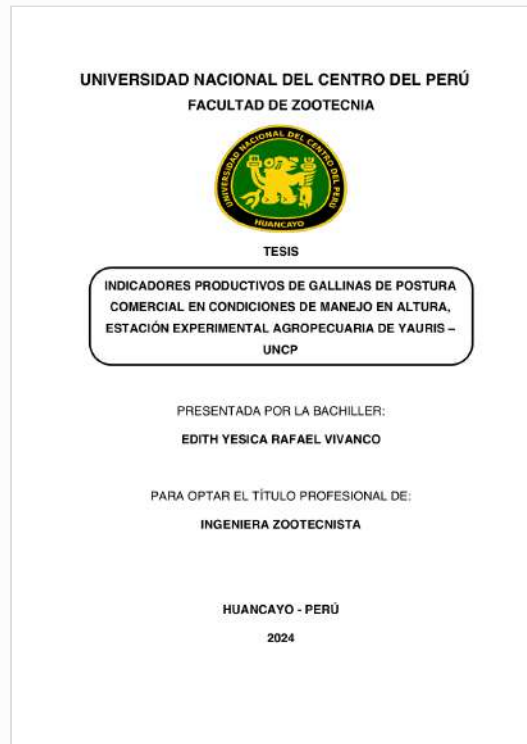 UNIVERSIDAD NACIONAL DEL CENTRO DEL PERÚ
FACULTAD DE ZOOTECNIA
UNIVERSIDAD NACIONAL DEL CENTRO DEL PERU
HUANCAYO
TESIS
INDICADORES PRODUCTIVOS DE GALLINAS DE POSTURA
COMERCIAL EN CONDICIONES DE MANEJO EN ALTURA,
ESTACIÓN EXPERIMENTAL AGROPECUARIA DE YAURIS –
UNCP
PRESENTADA POR LA BACHILLER:
EDITH YESICA RAFAEL VIVANCO
PARA OPTAR EL TÍTULO PROFESIONAL DE:
INGENIERA ZOOTECNISTA
HUANCAYO - PERÚ
2024